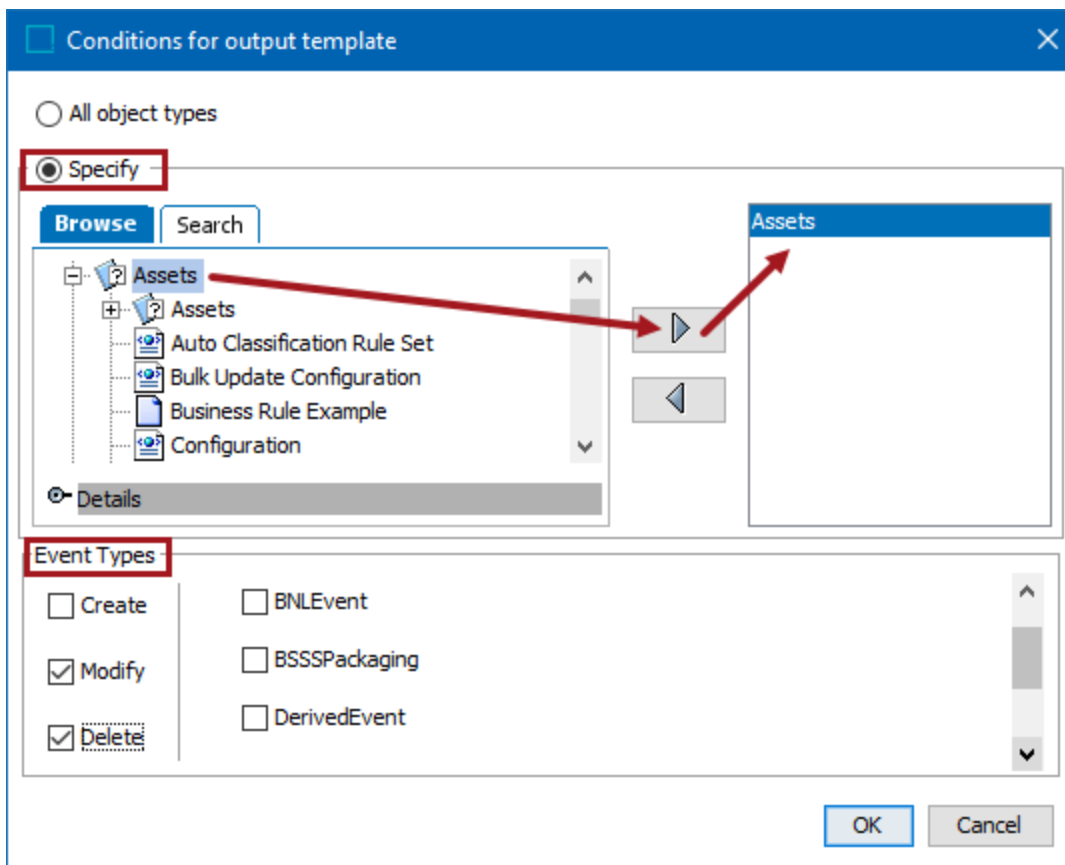 Conditions for output template
All object types
Specify
Browse Search
Assets
Assets
Assets
Auto Classification Rule Set
Bulk Update Configuration
Business Rule Example
Configuration
Details
Event Types
Create BNLEvent
Modify BSSSPackaging
Delete DerivedEvent
OK Cancel